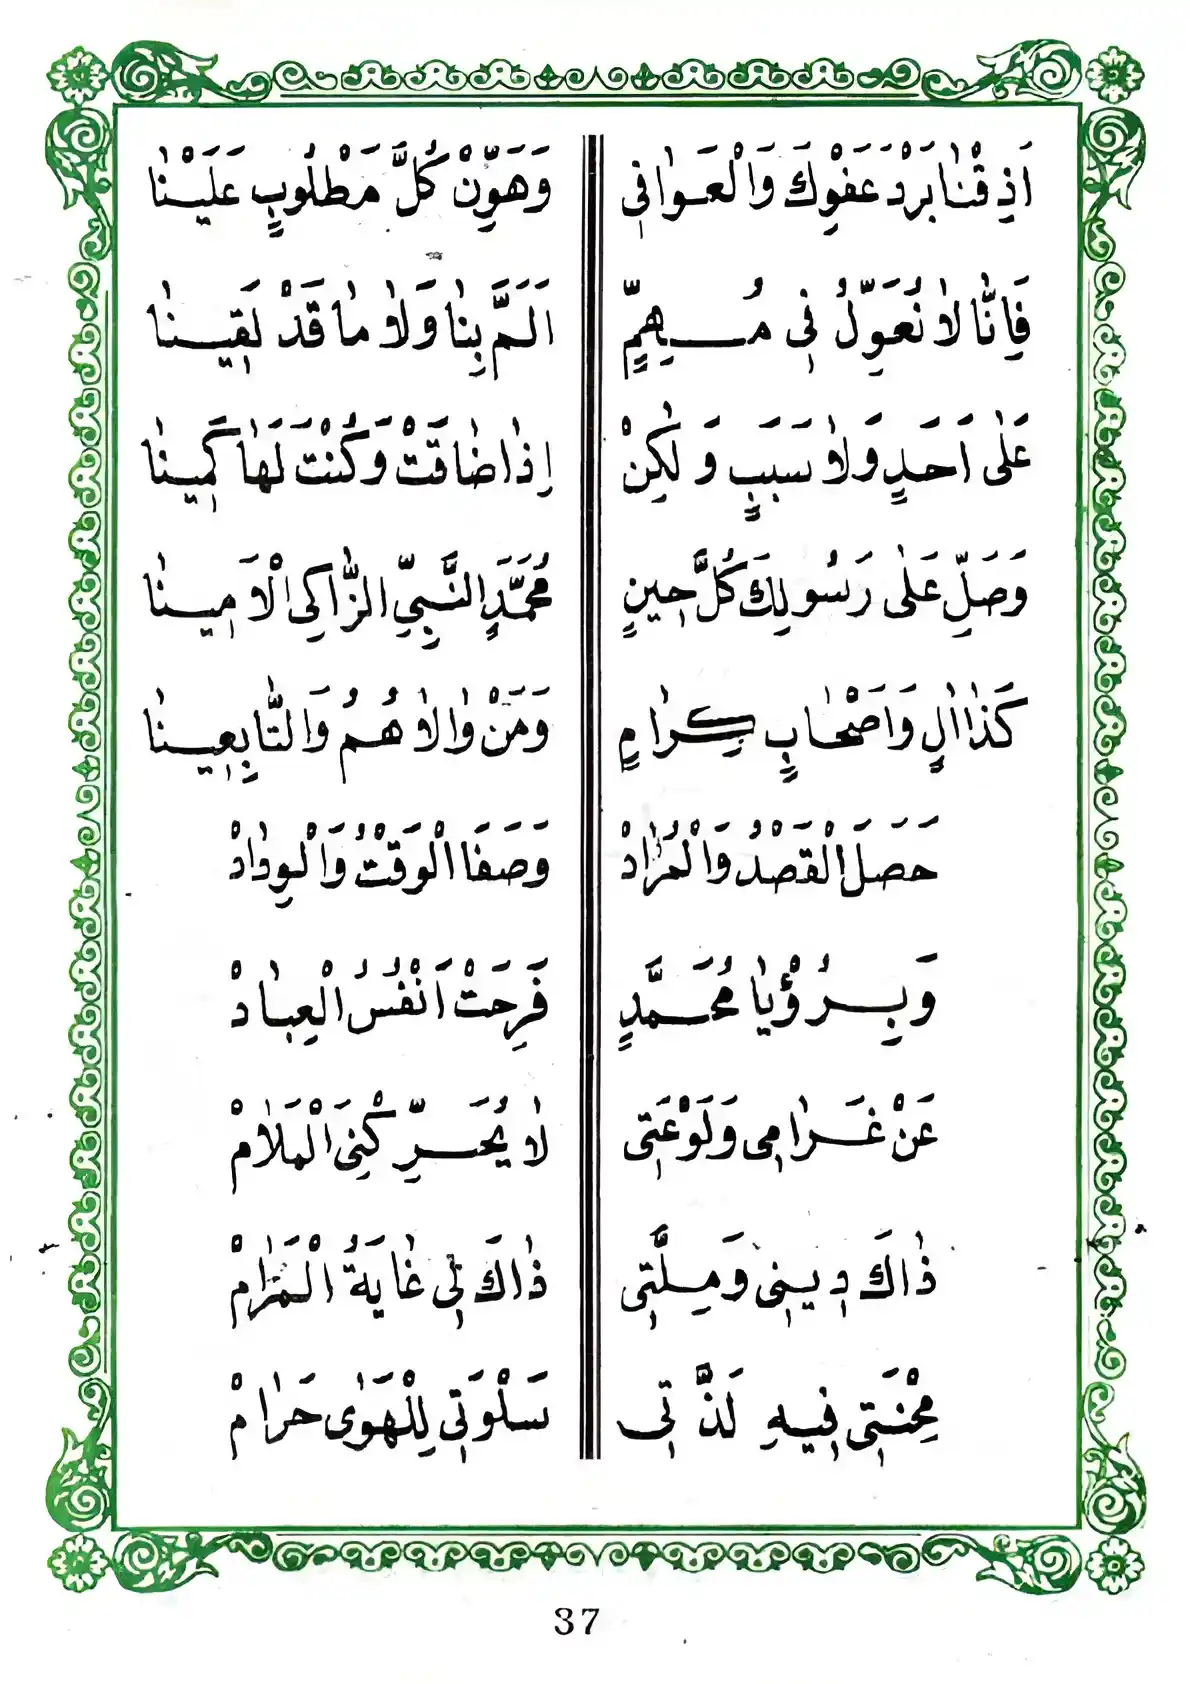 اَذِقْنَا بَرْدَ عَفْوِكَ وَالْعَوَافِى وَهَوِّنْ كُلَّ مَطْلُوبٍ عَلَيْنَا
فَاِنَّا لَا نُعَوِّلُ فِى مُهِمٍّ اَلَمَّ بِنَا وَلَا مَا قَدْ لَقِينَا
عَلٰى اَحَدٍ وَلَا سَبَبٍ وَلٰكِنْ اِذَا ضَاقَتْ وَكُنْتَ لَهَا كَمِينَا
وَصَلِّ عَلٰى رَسُولِكَ كُلَّ حِينٍ مُحَمَّدٍ النَّبِيِّ الزَّاكِى الْاَمِينَا
كَذَا اٰلٍ وَاَصْحَابٍ كِرَامٍ وَمَنْ وَالَاهُمُ وَالتَّابِعِينَا
حَصَلَ الْقَصْدُ وَالْمُرَادْ وَصَفَا الْوَقْتُ وَالْوِدَادْ
وَبِرُؤْيَا مُحَمَّدٍ فَرِحَتْ اَنْفُسُ الْعِبَادْ
عَنْ غَرَامِى وَلَوْعَتِى لَا يُحَرِّكْنِى الْمَلَامْ
ذَاكَ دِينِى وَمِلَّتِى ذَاكَ لِى غَايَةُ الْمَرَامْ
مِحْنَتِى فِيهِ لَذَّتِى سَلْوَتِى لِلْهَوٰى حَرَامْ
37